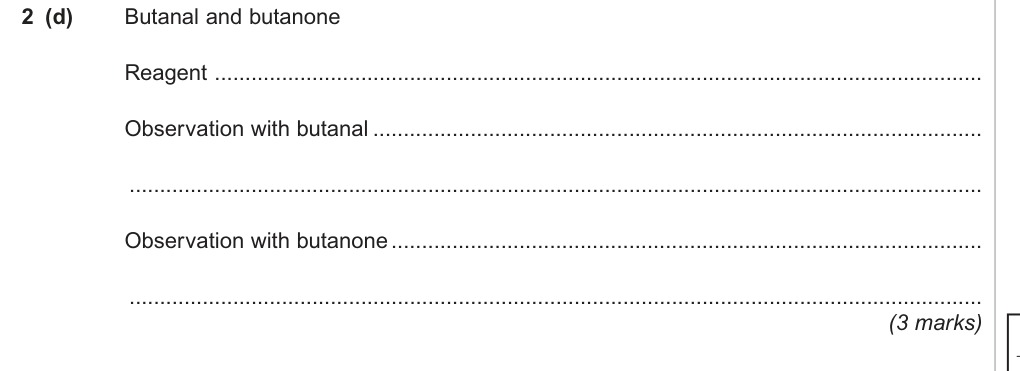 2 (d) Butanal and butanone
Reagent ................................................................................................................................
Observation with butanal ......................................................................................................
..............................................................................................................................................
Observation with butanone ...................................................................................................
..............................................................................................................................................
(3 marks)